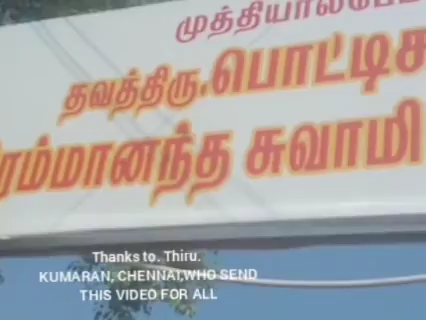 முத்தியால்பே
தவத்திரு.பொட்டிச
ரம்மானந்த சுவாமி
Thanks to. Thiru.
KUMARAN, CHENNAI,WHO SEND
THIS VIDEO FOR ALL